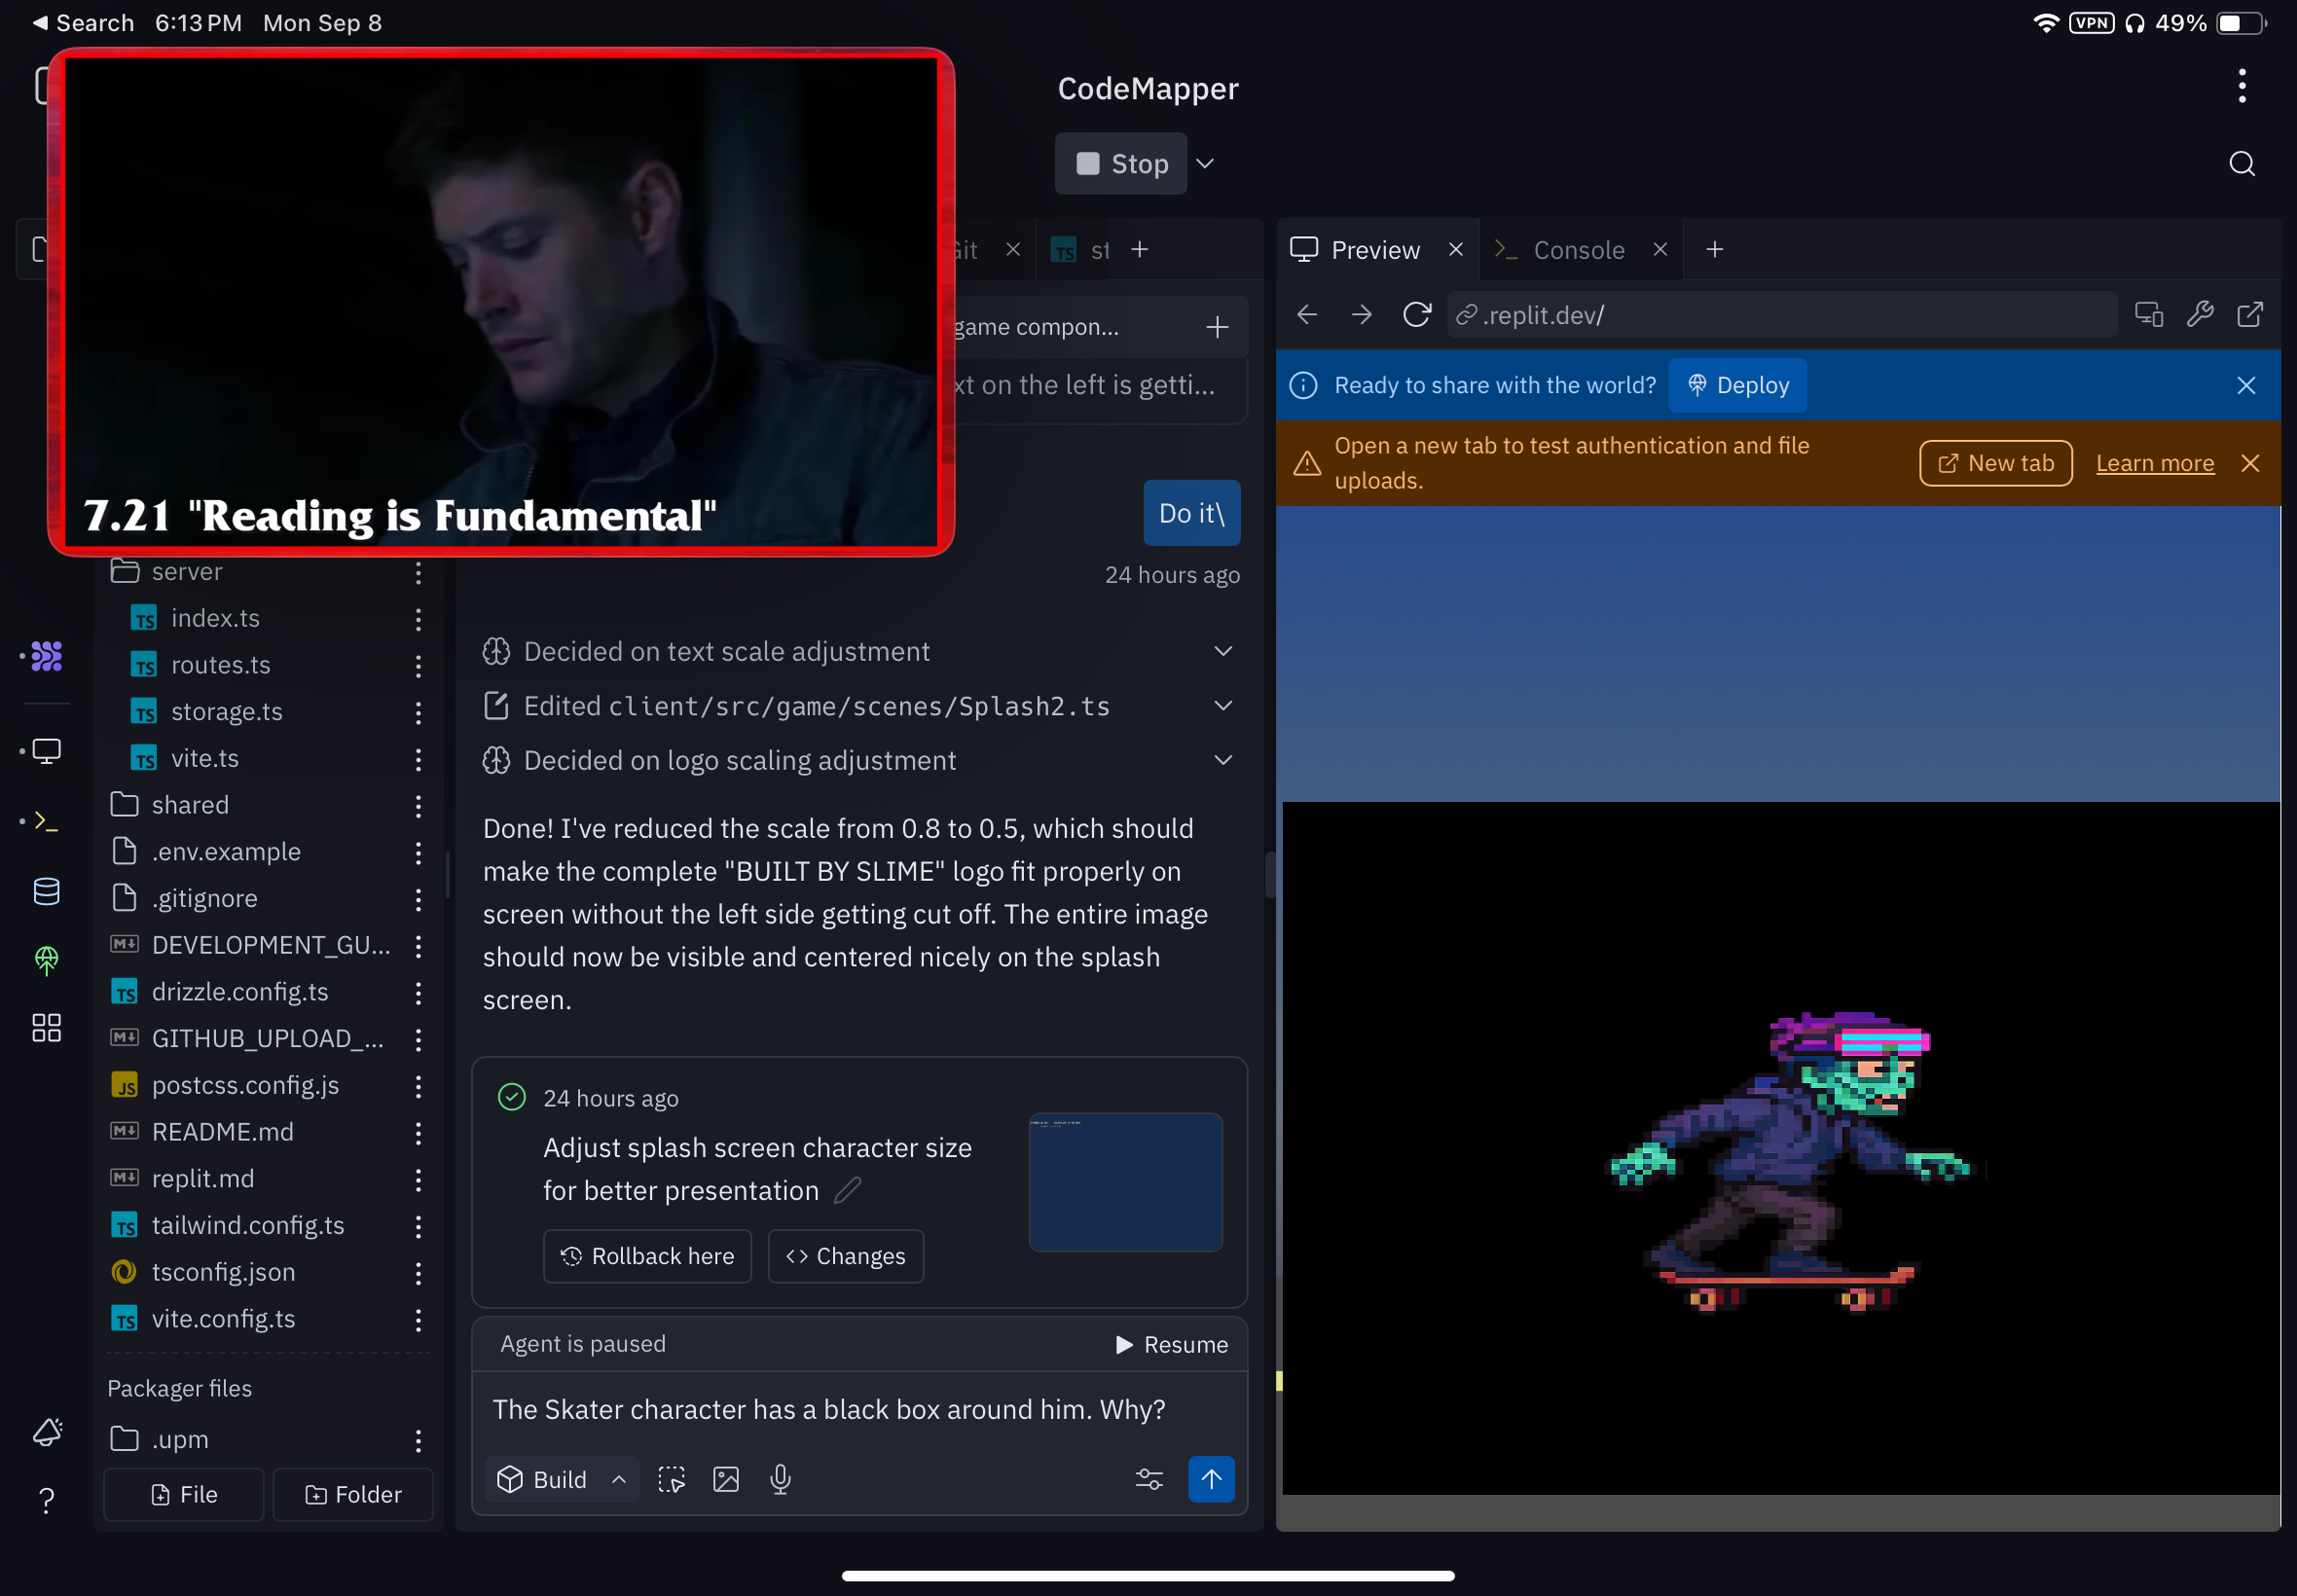 Search 6:13 PM Mon Sep 8
VPN 49%
CodeMapper
Stop
7.21 "Reading is Fundamental"
Git
TS
game compon...
xt on the left is getti...
Do it\
24 hours ago
server
TS index.ts
TS routes.ts
TS storage.ts
TS vite.ts
shared
.env.example
.gitignore
DEVELOPMENT_GU...
TS drizzle.config.ts
GITHUB_UPLOAD_...
JS postcss.config.js
README.md
replit.md
TS tailwind.config.ts
tsconfig.json
TS vite.config.ts
Packager files
.upm
File Folder
Decided on text scale adjustment
Edited client/src/game/scenes/Splash2.ts
Decided on logo scaling adjustment
Done! I've reduced the scale from 0.8 to 0.5, which should
make the complete "BUILT BY SLIME" logo fit properly on
screen without the left side getting cut off. The entire image
should now be visible and centered nicely on the splash
screen.
24 hours ago
Adjust splash screen character size
for better presentation
Rollback here Changes
Agent is paused Resume
The Skater character has a black box around him. Why?
Build
Preview Console
.replit.dev/
Ready to share with the world? Deploy
Open a new tab to test authentication and file
uploads.
New tab Learn more